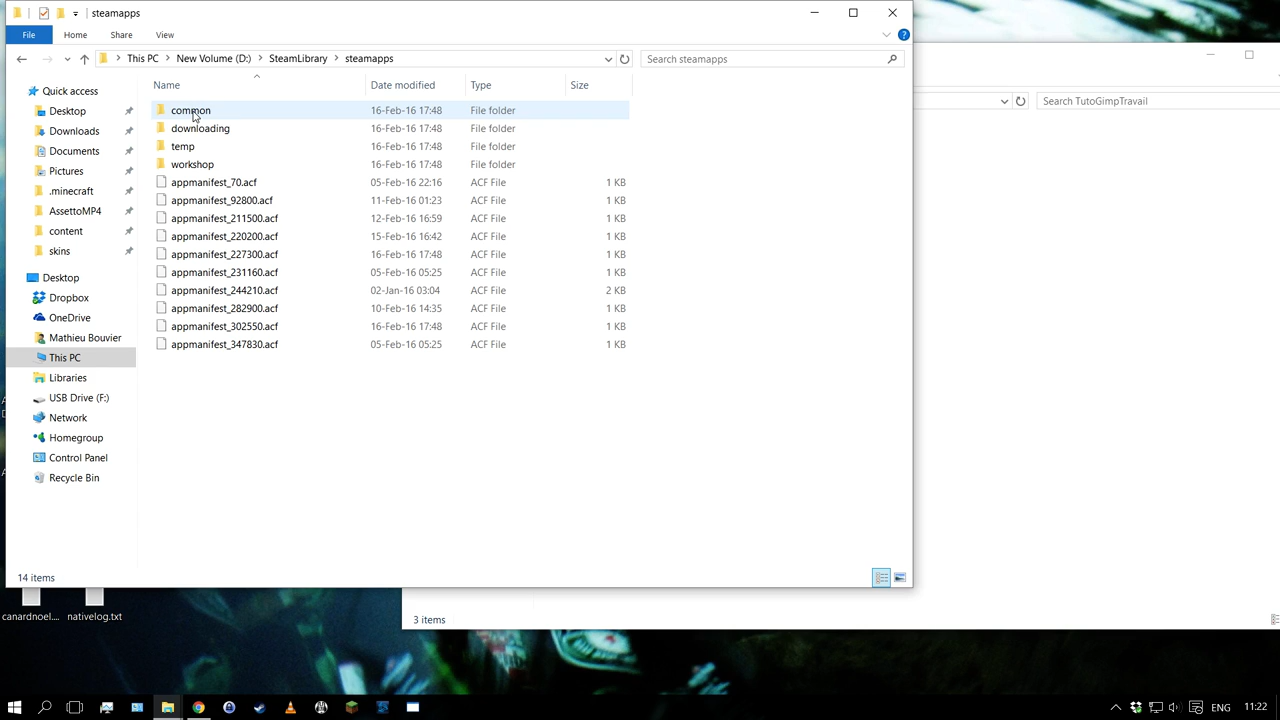 steamapps
File Home Share View
This PC New Volume (D:) SteamLibrary steamapps
Search steamapps
Search TutoGimpTravail
Name Date modified Type Size
Quick access
Desktop
Downloads
Documents
Pictures
.minecraft
AssettoMP4
content
skins
Desktop
Dropbox
OneDrive
Mathieu Bouvier
This PC
Libraries
USB Drive (F:)
Network
Homegroup
Control Panel
Recycle Bin
common 16-Feb-16 17:48 File folder
downloading 16-Feb-16 17:48 File folder
temp 16-Feb-16 17:48 File folder
workshop 16-Feb-16 17:48 File folder
appmanifest_70.acf 05-Feb-16 22:16 ACF File 1 KB
appmanifest_92800.acf 11-Feb-16 01:23 ACF File 1 KB
appmanifest_211500.acf 12-Feb-16 16:59 ACF File 1 KB
appmanifest_220200.acf 15-Feb-16 16:42 ACF File 1 KB
appmanifest_227300.acf 16-Feb-16 17:48 ACF File 1 KB
appmanifest_231160.acf 05-Feb-16 05:25 ACF File 1 KB
appmanifest_244210.acf 02-Jan-16 03:04 ACF File 2 KB
appmanifest_282900.acf 10-Feb-16 14:35 ACF File 1 KB
appmanifest_302550.acf 16-Feb-16 17:48 ACF File 1 KB
appmanifest_347830.acf 05-Feb-16 05:25 ACF File 1 KB
14 items
canardnoel.... nativelog.txt
3 items
ENG 11:22